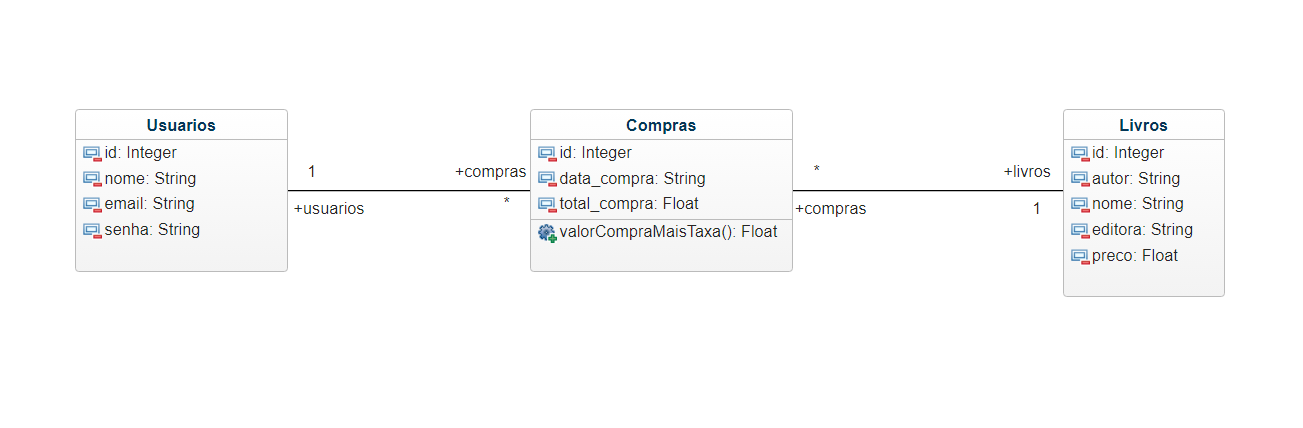 Usuarios
id: Integer
nome: String
email: String
senha: String
1
+usuarios
+compras
*
Compras
id: Integer
data_compra: String
total_compra: Float
valorCompraMaisTaxa(): Float
*
+compras
+livros
1
Livros
id: Integer
autor: String
nome: String
editora: String
preco: Float